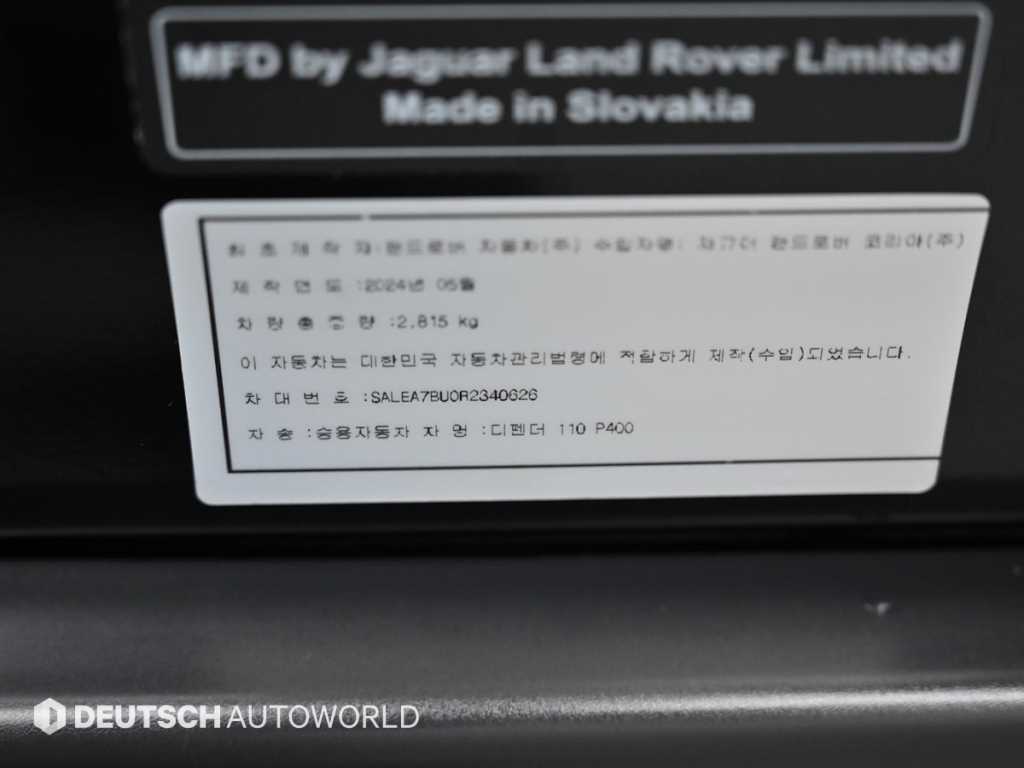 MFD by Jaguar Land Rover Limited
Made in Slovakia
최 초 제 작 자:랜드로버 자동차(주) 수입자명: 재규어 랜드로버 코리아(주)
제 작 연 도 :2024년 05월
차 량 총 중 량 :2,815 kg
이 자동차는 대한민국 자동차관리법령에 적합하게 제작(수입)되었습니다.
차 대 번 호 :SALEA7BU0R2340626
차 종 :승용자동차 차 명 :디펜더 110 P400
DEUTSCH AUTOWORLD